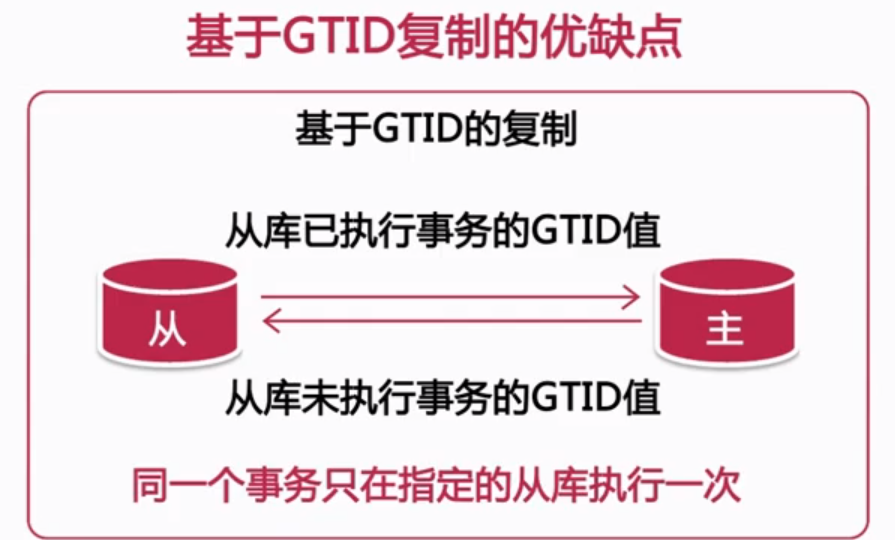 基于GTID复制的优缺点
基于GTID的复制
从库已执行事务的GTID值
从
主
从库未执行事务的GTID值
同一个事务只在指定的从库执行一次